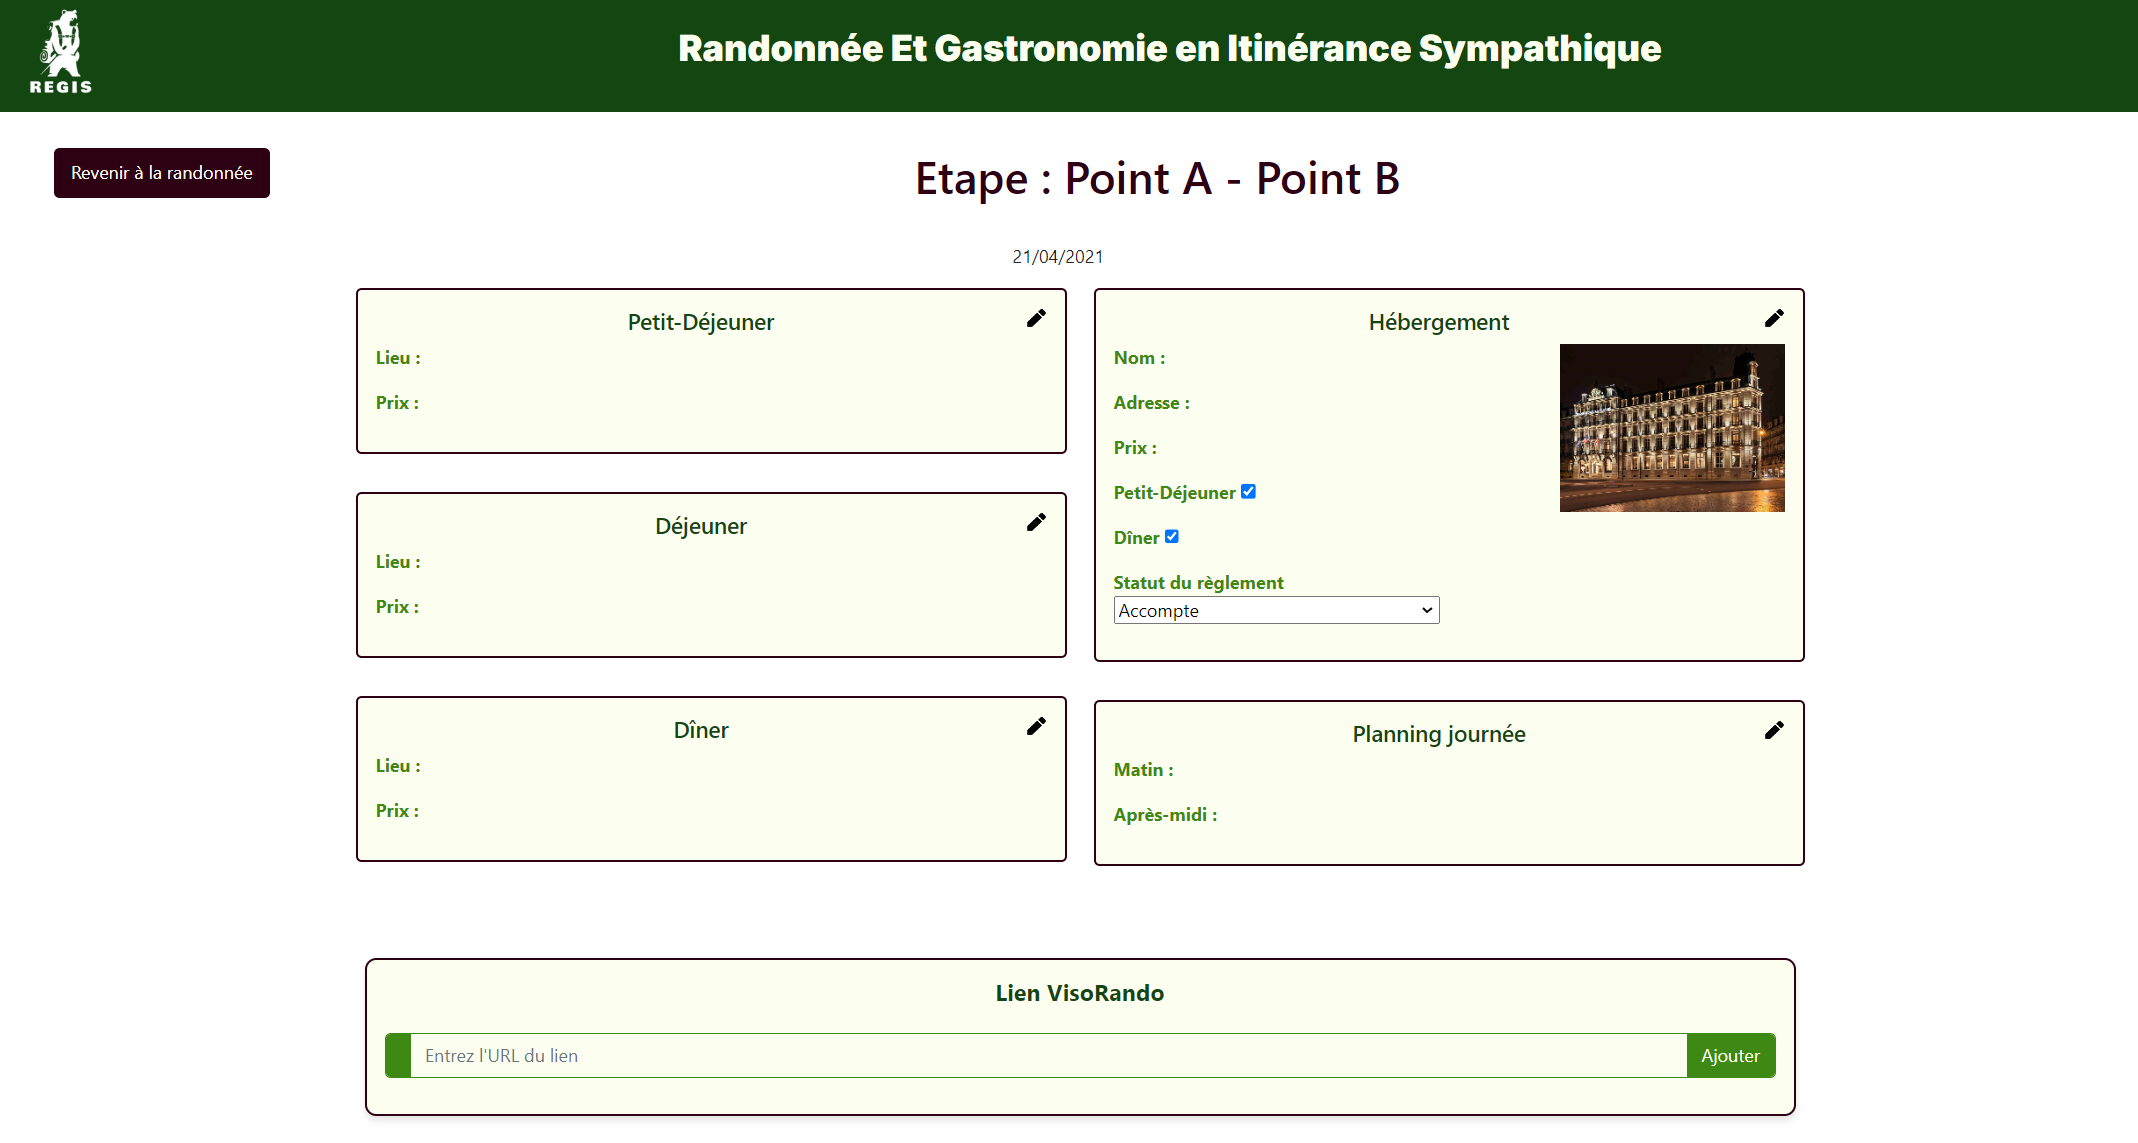 REGIS
Randonnée Et Gastronomie en Itinérance Sympathique
Revenir à la randonnée
Etape : Point A - Point B
21/04/2021
Petit-Déjeuner
Lieu :
Prix :
Déjeuner
Lieu :
Prix :
Dîner
Lieu :
Prix :
Hébergement
Nom :
Adresse :
Prix :
Petit-Déjeuner
Dîner
Statut du règlement
Accompte
Planning journée
Matin :
Après-midi :
Lien VisoRando
Entrez l'URL du lien
Ajouter